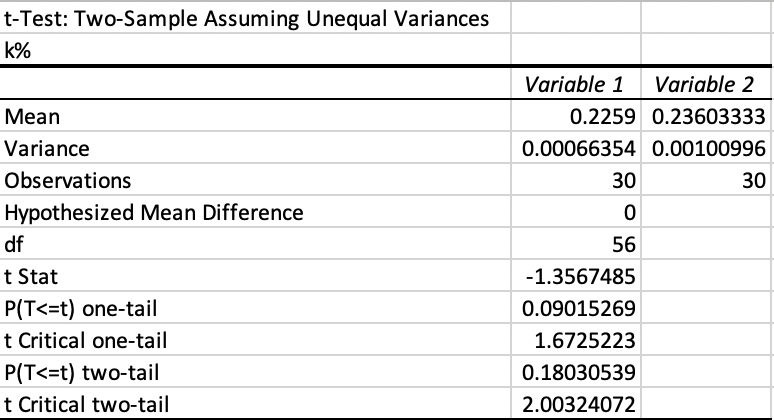 t-Test: Two-Sample Assuming Unequal Variances
k%
Variable 1 Variable 2
Mean 0.2259 0.23603333
Variance 0.00066354 0.00100996
Observations 30 30
Hypothesized Mean Difference 0
df 56
t Stat -1.3567485
P(T<=t) one-tail 0.09015269
t Critical one-tail 1.6725223
P(T<=t) two-tail 0.18030539
t Critical two-tail 2.00324072